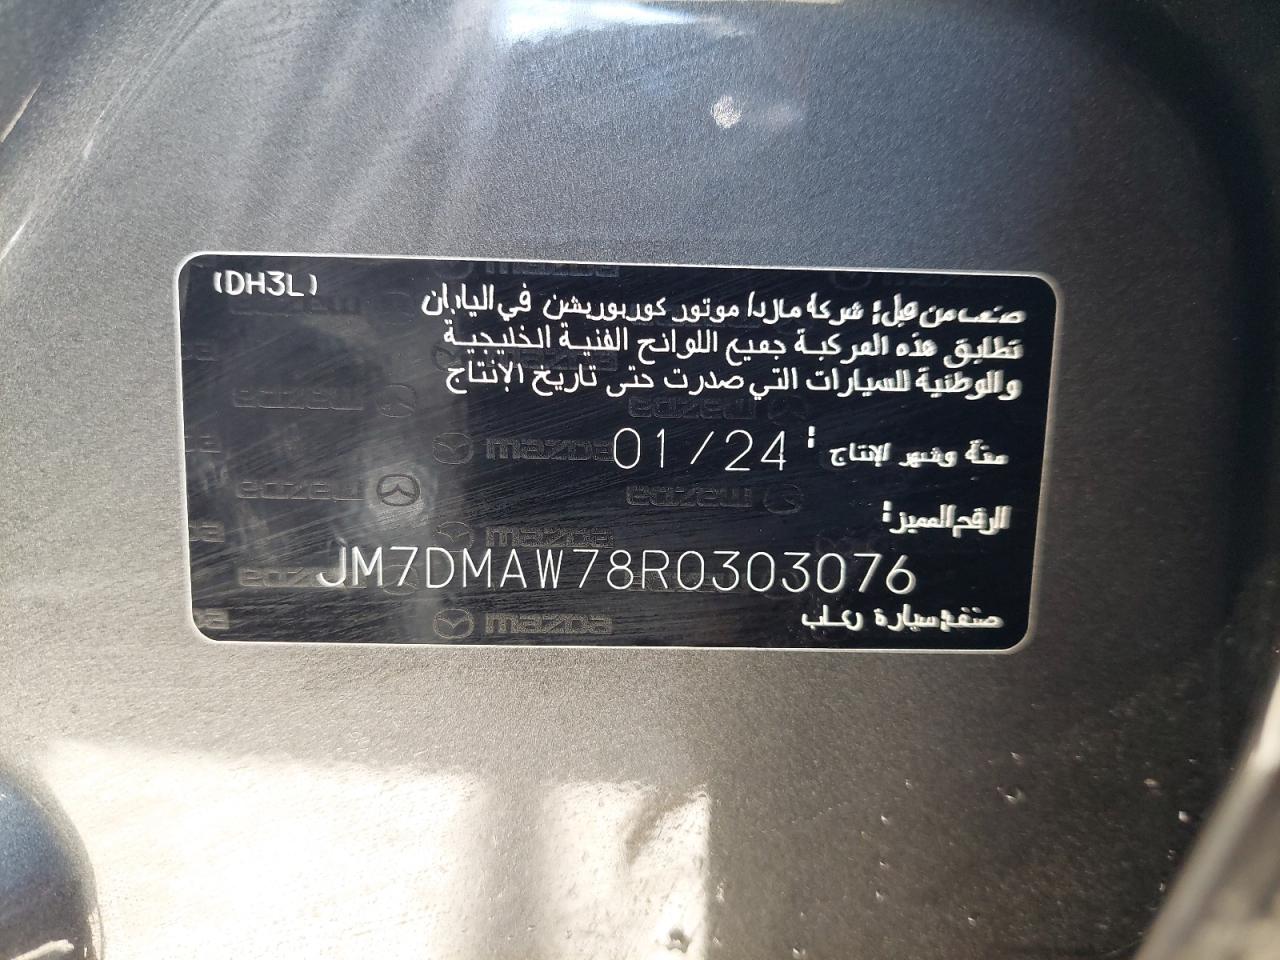 (DH3L)
صنعت من قبل: شركة مازدا موتور كوربوريشن في اليابان
تطابق هذه المركبة جميع اللوائح الفنية الخليجية
والوطنية للسيارات التي صدرت حتى تاريخ الإنتاج
سنة وشهر الإنتاج : 01/24
الرقم المميز:
JM7DMAW78R0303076
صنف: سيارة ركاب